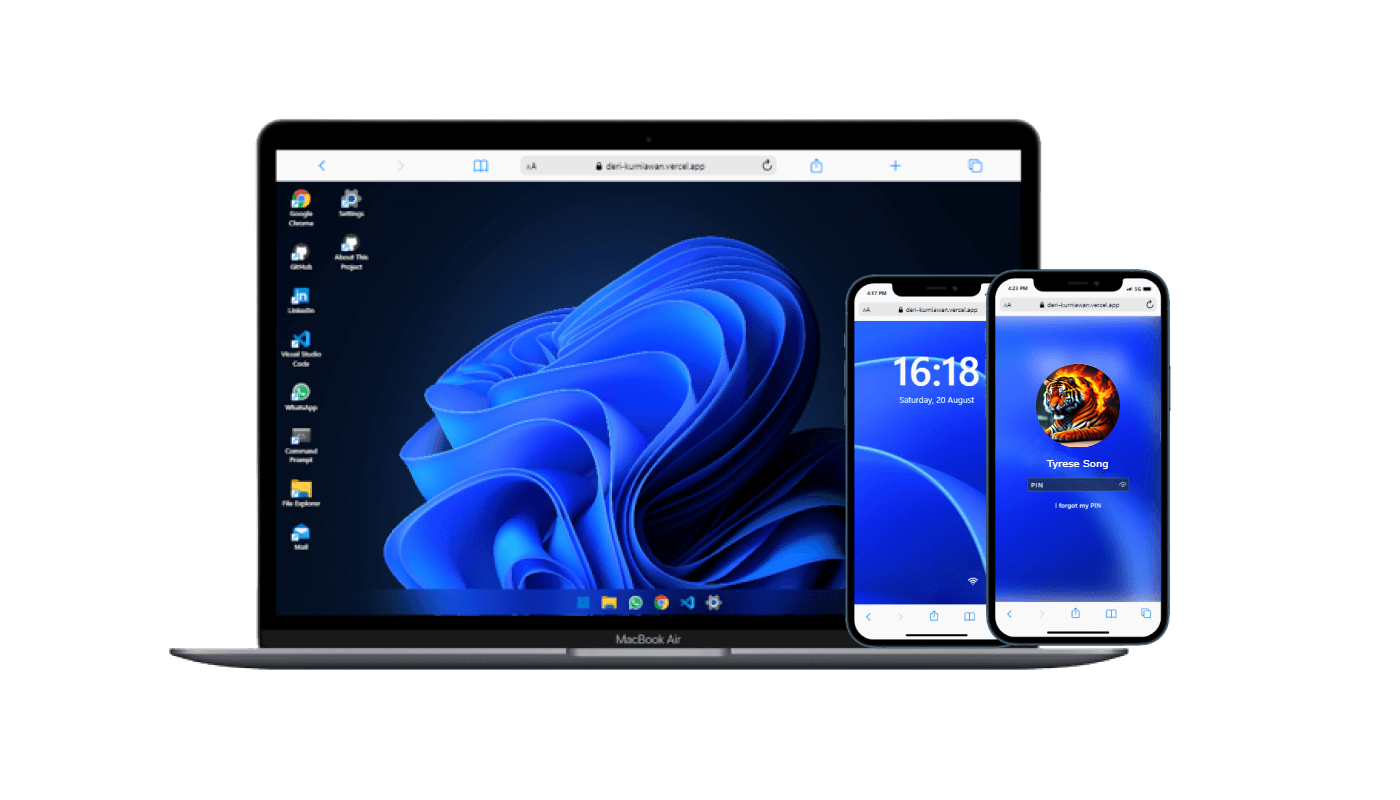 AA deri-kurniawan.vercel.app
Google
Chrome
Settings
GitHub
About This
Project
LinkedIn
Visual Studio
Code
WhatsApp
Command
Prompt
File Explorer
Mail
MacBook Air
4:17 PM
AA deri-kurniawan.vercel.app
16:18
Saturday, 20 August
4:23 PM 5G
AA deri-kurniawan.vercel.app
Tyrese Song
PIN
I forgot my PIN